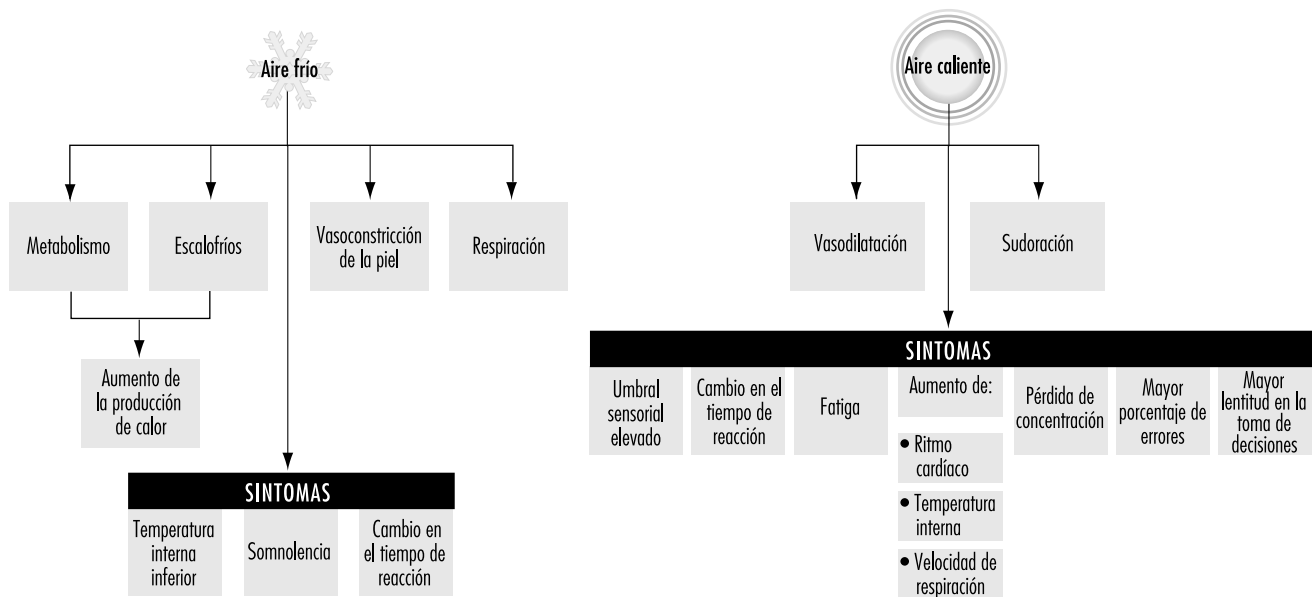 Aire frío
Metabolismo
Escalofríos
Vasoconstricción
de la piel
Respiración
Aumento de
la producción
de calor
SINTOMAS
Temperatura
interna
inferior
Somnolencia
Cambio en
el tiempo de
reacción
Aire caliente
Vasodilatación
Sudoración
SINTOMAS
Umbral
sensorial
elevado
Cambio en el
tiempo de
reacción
Fatiga
Aumento de:
• Ritmo
cardíaco
• Temperatura
interna
• Velocidad de
respiración
Pérdida de
concentración
Mayor
porcentaje de
errores
Mayor
lentitud en la
toma de
decisiones